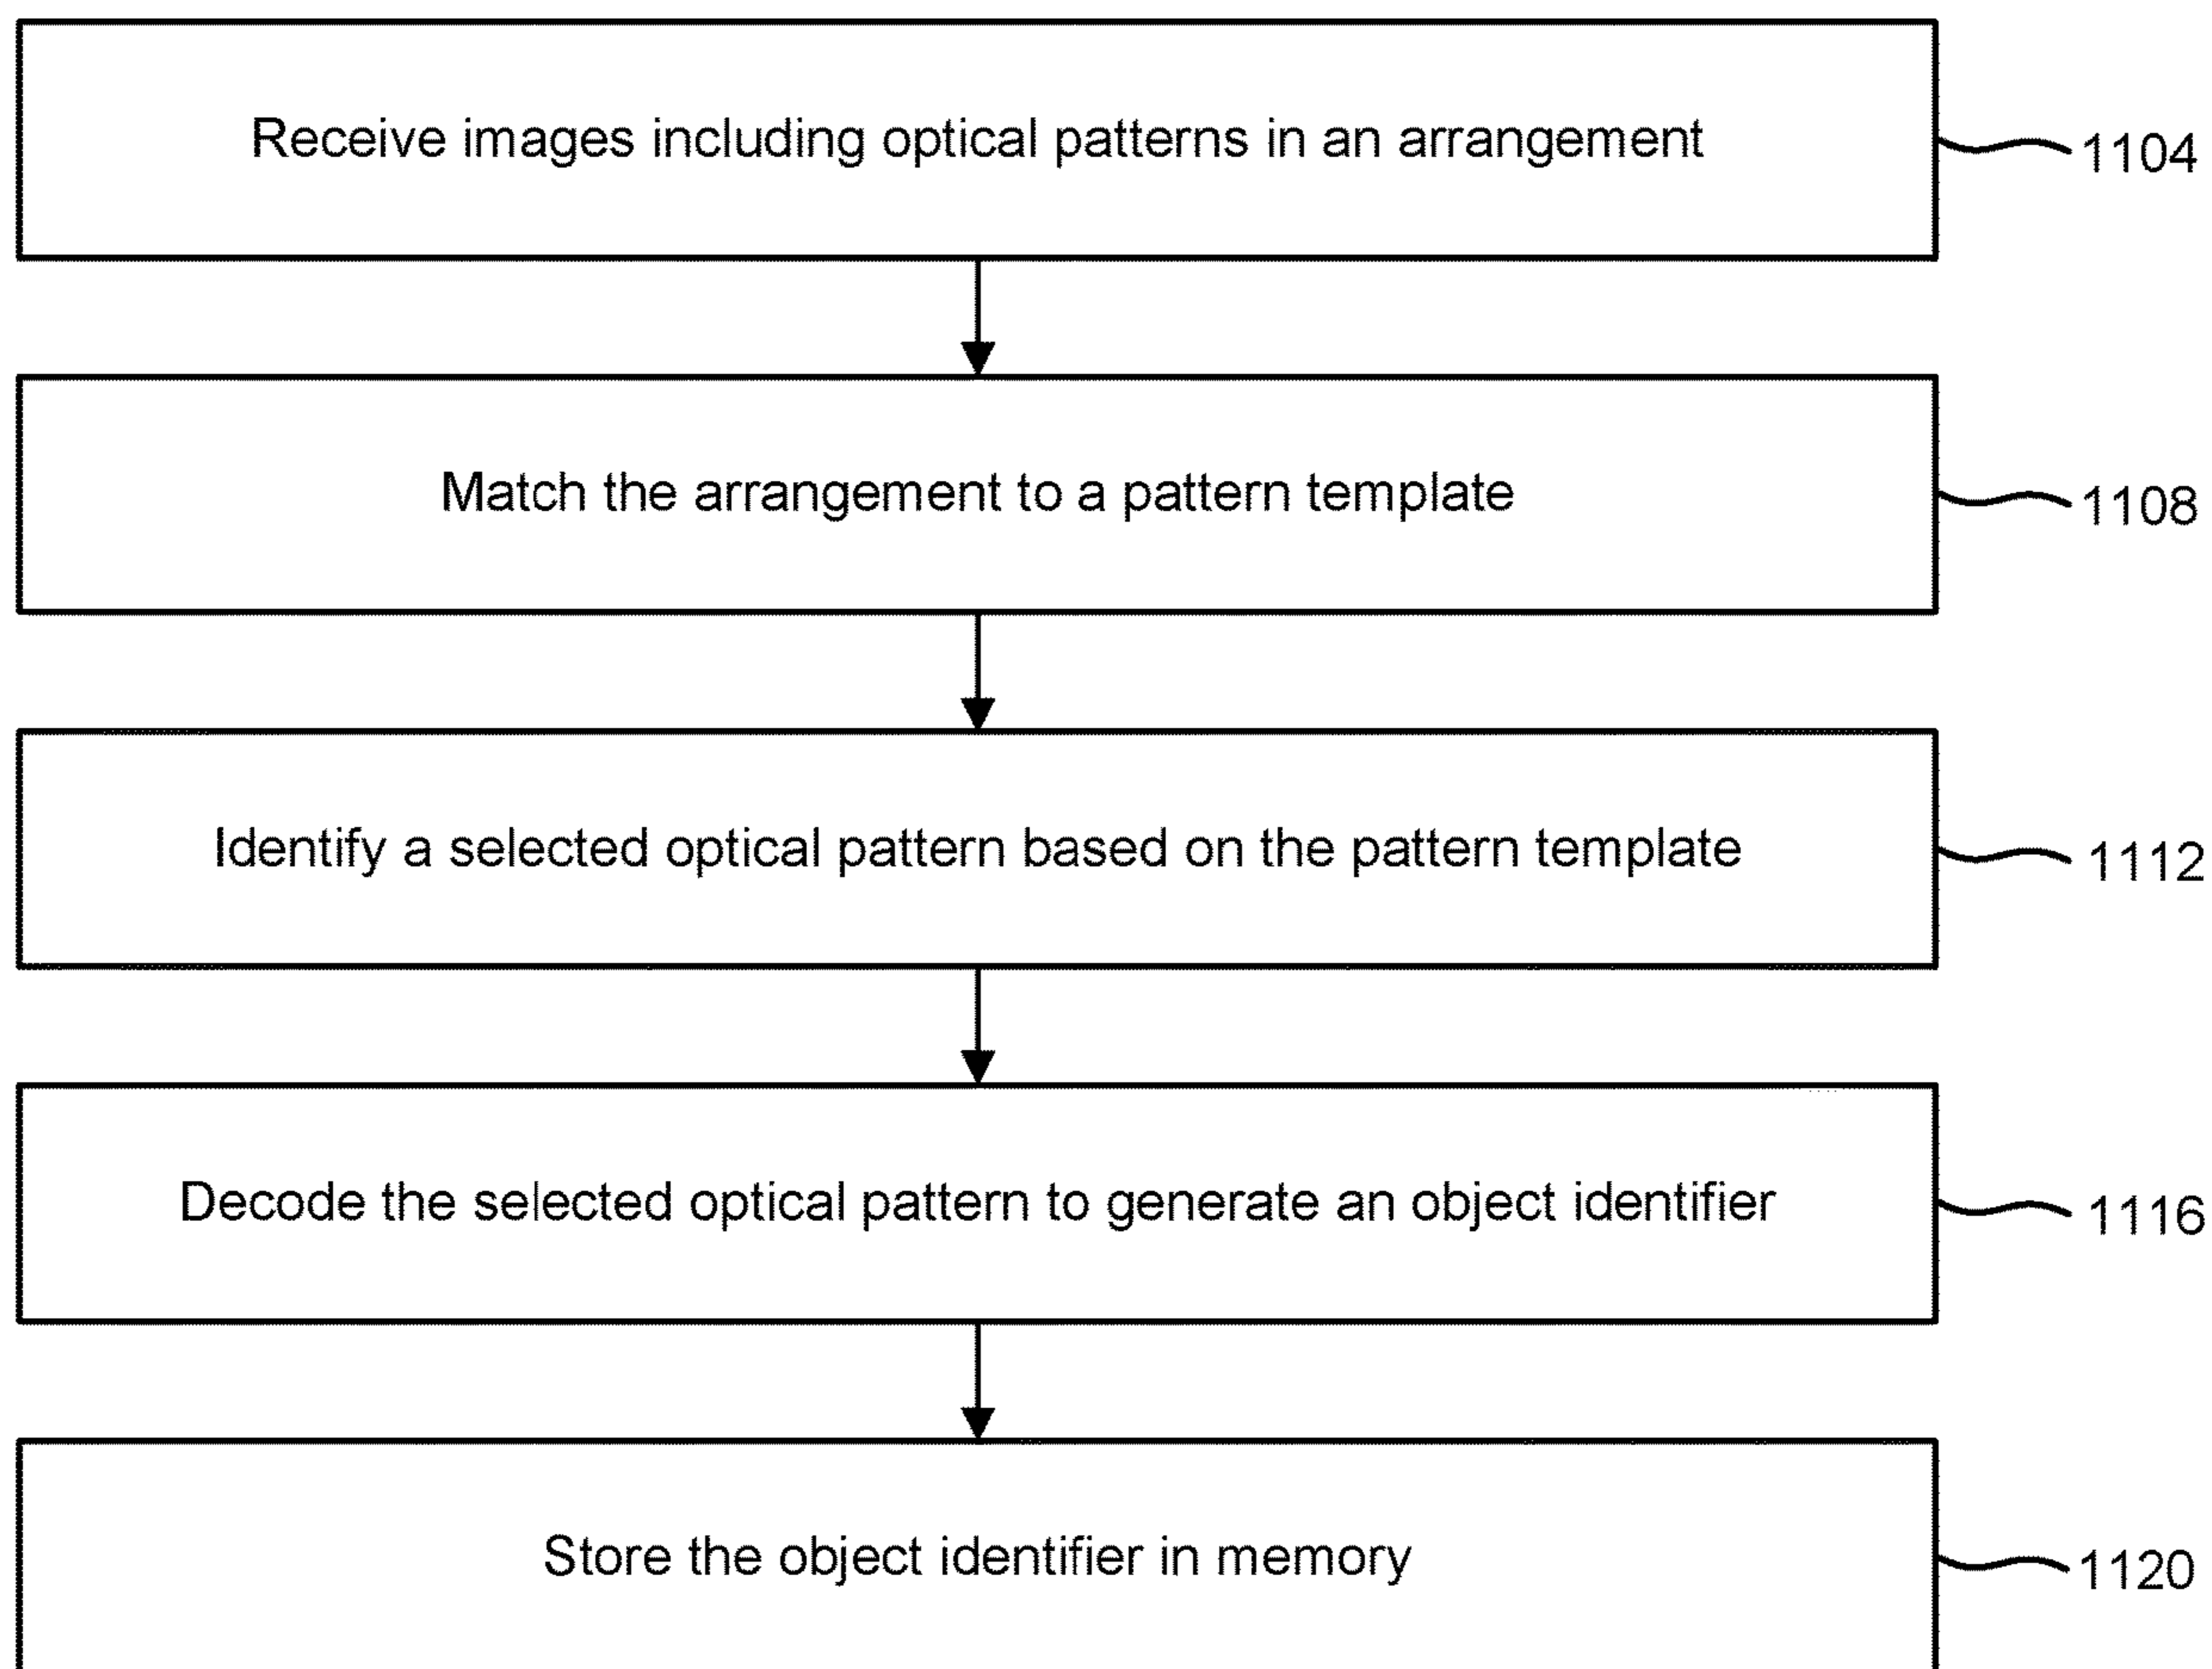 Receive images including optical patterns in an arrangement
1104
Match the arrangement to a pattern template
1108
Identify a selected optical pattern based on the pattern template
1112
Decode the selected optical pattern to generate an object identifier
1116
Store the object identifier in memory
1120